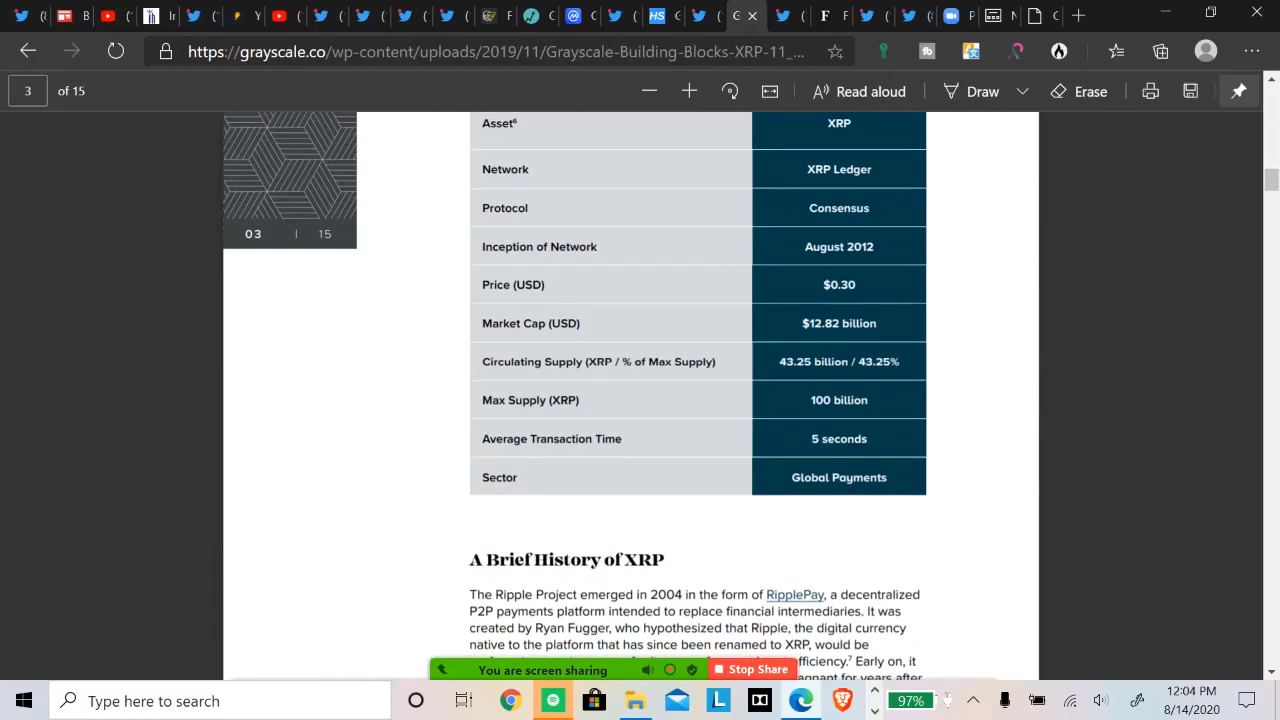 https://grayscale.co/wp-content/uploads/2019/11/Grayscale-Building-Blocks-XRP-11_...
3 of 15
Read aloud
Draw
Erase
Asset⁶ XRP
Network XRP Ledger
Protocol Consensus
03 | 15
Inception of Network August 2012
Price (USD) $0.30
Market Cap (USD) $12.82 billion
Circulating Supply (XRP / % of Max Supply) 43.25 billion / 43.25%
Max Supply (XRP) 100 billion
Average Transaction Time 5 seconds
Sector Global Payments
A Brief History of XRP
The Ripple Project emerged in 2004 in the form of RipplePay, a decentralized
P2P payments platform intended to replace financial intermediaries. It was
created by Ryan Fugger, who hypothesized that Ripple, the digital currency
native to the platform that has since been renamed to XRP, would be
fficiency.⁷ Early on, it
agnant for years after
You are screen sharing Stop Share
Type here to search
97%
12:04 PM
8/14/2020